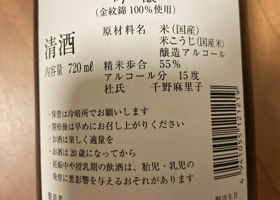 (金紋錦100%使用)
清酒
内容量 720ml
原材料名 米(国産)
米こうじ(国産米)
醸造アルコール
精米歩合 55%
アルコール分 15度
杜氏 千野麻里子
・保管は冷暗所でお願いします
・開栓後は早めにお召し上がりください
・お酒は楽しく適量を
・お酒は20歳になってから
・妊娠中や授乳期の飲酒は、胎児・乳児の
発育に悪影響を与えるおそれがあります
製造年月